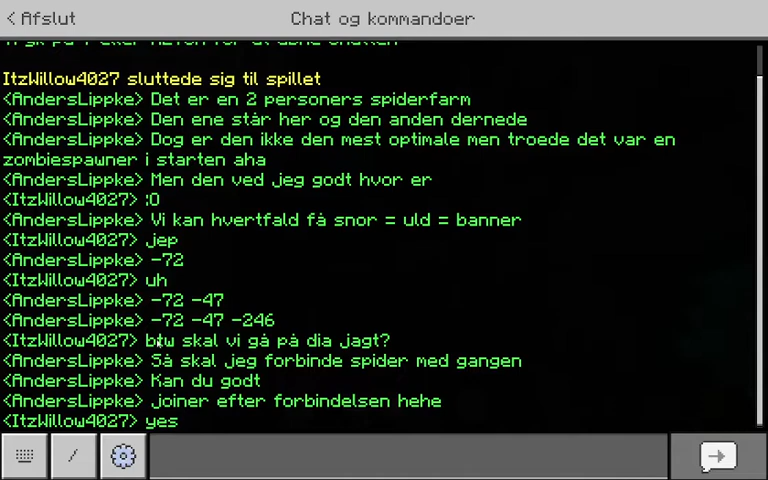 Afslut
Chat og kommandoer
ItzWillow4027 sluttede sig til spillet
<AndersLippke> Det er en 2 personers spiderfarm
<AndersLippke> Den ene står her og den anden dernede
<AndersLippke> Dog er den ikke den mest optimale men troede det var en
zombiespawner i starten aha
<AndersLippke> Men den ved jeg godt hvor er
<ItzWillow4027> :O
<AndersLippke> Vi kan hvertfald få snor = uld = banner
<ItzWillow4027> jep
<AndersLippke> -72
<ItzWillow4027> uh
<AndersLippke> -72 -47
<AndersLippke> -72 -47 -246
<ItzWillow4027> btw skal vi gå på dia jagt?
<AndersLippke> Så skal jeg forbinde spider med gangen
<AndersLippke> Kan du godt
<AndersLippke> joiner efter forbindelsen hehe
<ItzWillow4027> yes
/